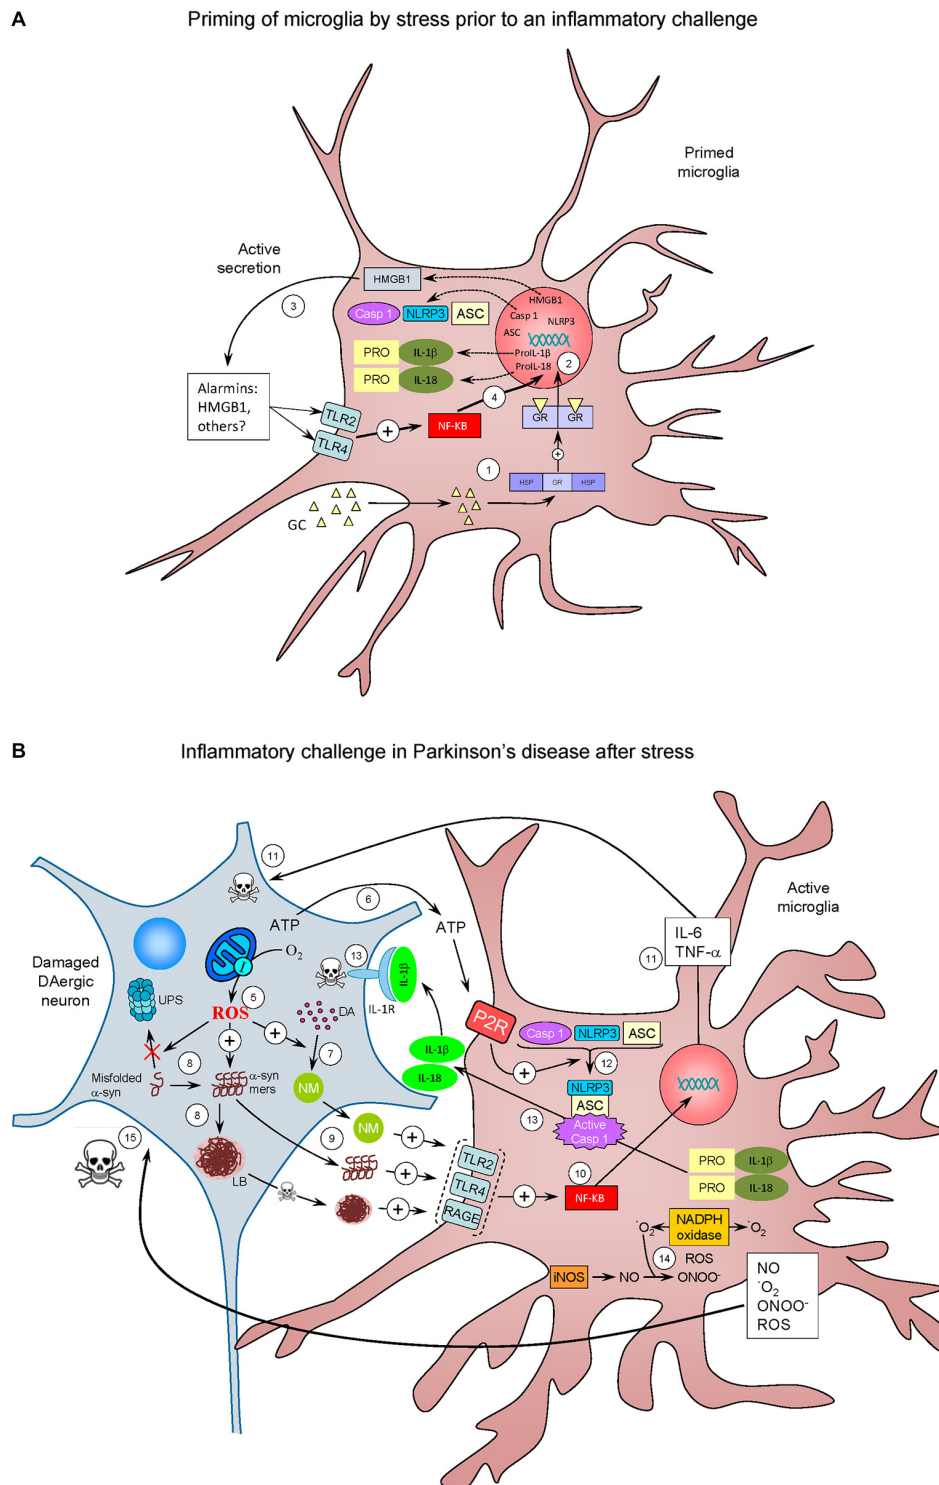 A
Priming of microglia by stress prior to an inflammatory challenge
Primed
microglia
Active
secretion
HMGB1
3
Casp 1
NLRP3
ASC
HMGB1
Casp 1
NLRP3
ASC
ProIL-1β
ProIL-18
PRO
IL-1β
PRO
IL-18
2
4
Alarmins:
HMGB1,
others?
TLR2
TLR4
+
NF-KB
GR
GR
+
1
HSP
GR
HSP
GC
B
Inflammatory challenge in Parkinson's disease after stress
11
Active
microglia
6
ATP
ATP
IL-6
TNF-α
11
O2
I
Damaged
DAergic
neuron
13
IL-1β
IL-1R
UPS
5
ROS
DA
P2R
Casp 1
NLRP3
ASC
+
+
7
IL-1β
IL-18
+
12
8
Misfolded
α-syn
α-syn
mers
NM
NLRP3
ASC
Active
Casp 1
13
8
9
NM
+
15
LB
+
+
TLR2
TLR4
RAGE
+
10
NF-KB
PRO
IL-1β
PRO
IL-18
˙O2
NADPH
oxidase
˙O2
14
ROS
iNOS
NO
ONOO-
NO
˙O2
ONOO-
ROS